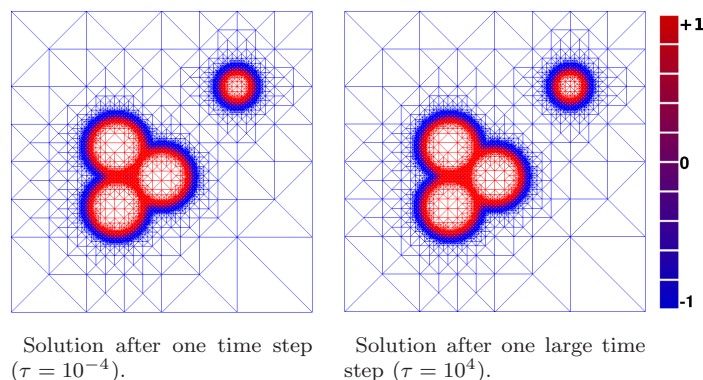 +1
0
-1
Solution after one time step
(τ = 10⁻⁴).
Solution after one large time
step (τ = 10⁴).